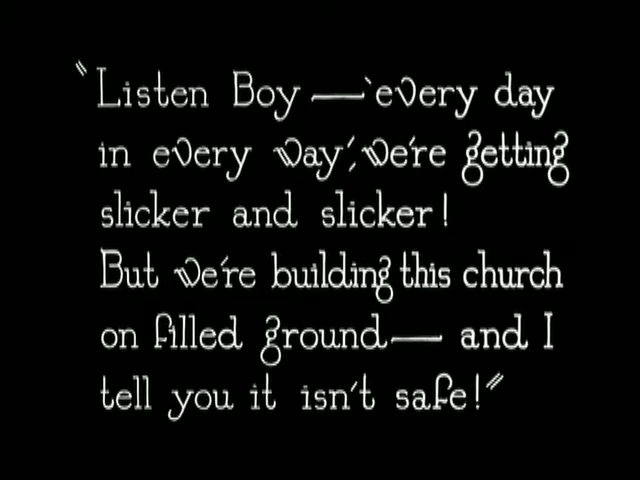 "Listen Boy — 'every day
in every way', we're getting
slicker and slicker!
But we're building this church
on filled ground — and I
tell you it isn't safe!"